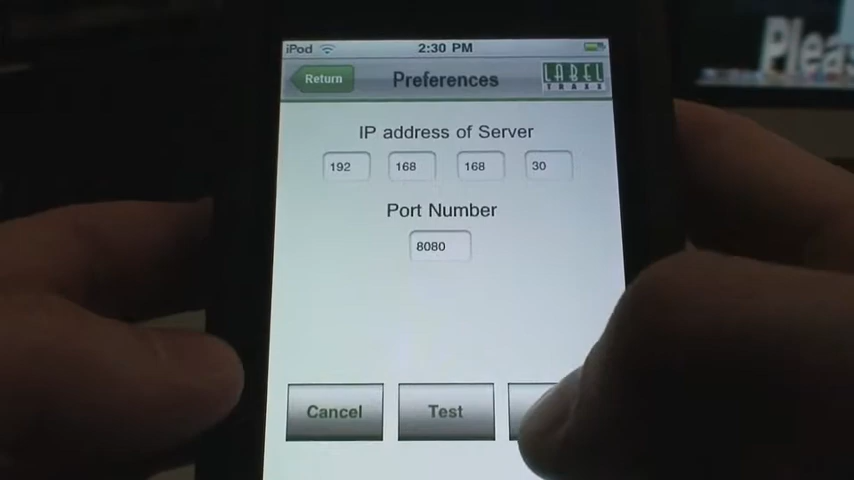 iPod 2:30 PM
Return Preferences LABEL
TRAXX
IP address of Server
192 168 168 30
Port Number
8080
Cancel Test